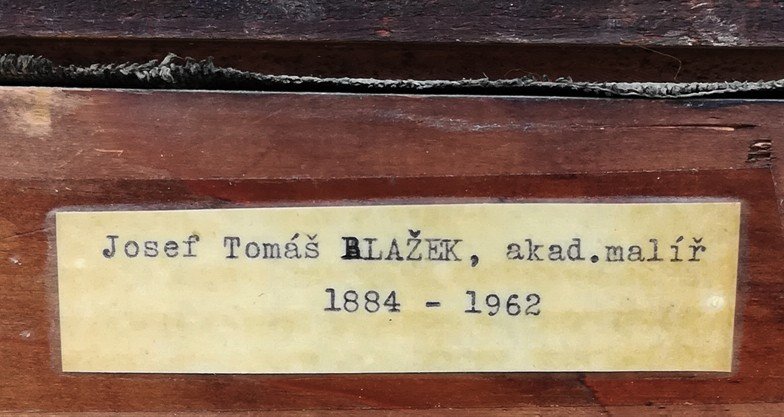 Josef Tomáš BLAŽEK, akad.malíř
1884 - 1962